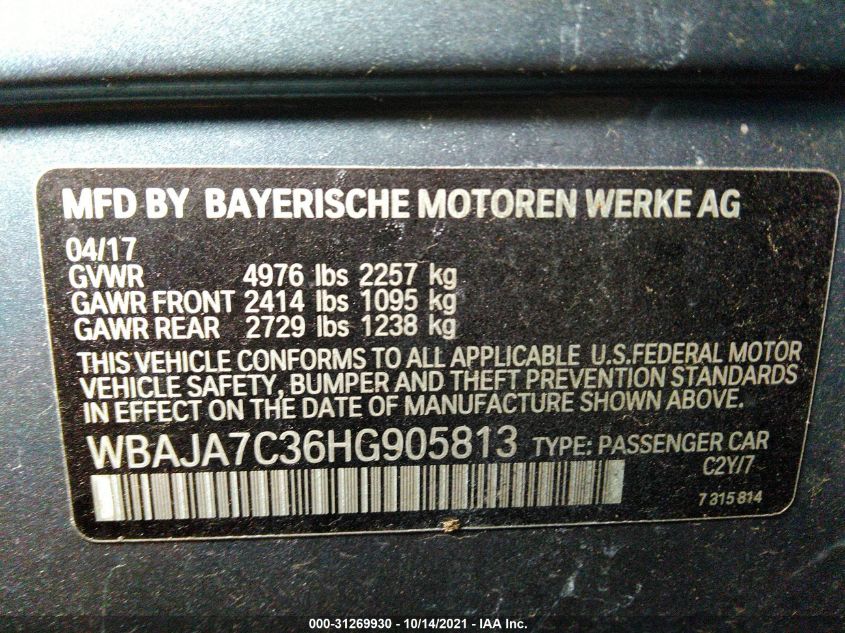 MFD BY BAYERISCHE MOTOREN WERKE AG
04/17
GVWR 4976 lbs 2257 kg
GAWR FRONT 2414 lbs 1095 kg
GAWR REAR 2729 lbs 1238 kg
THIS VEHICLE CONFORMS TO ALL APPLICABLE U.S.FEDERAL MOTOR
VEHICLE SAFETY, BUMPER AND THEFT PREVENTION STANDARDS
IN EFFECT ON THE DATE OF MANUFACTURE SHOWN ABOVE.
WBAJA7C36HG905813 TYPE: PASSENGER CAR
C2Y/7
7 315 814
000-31269930 - 10/14/2021 - IAA Inc.